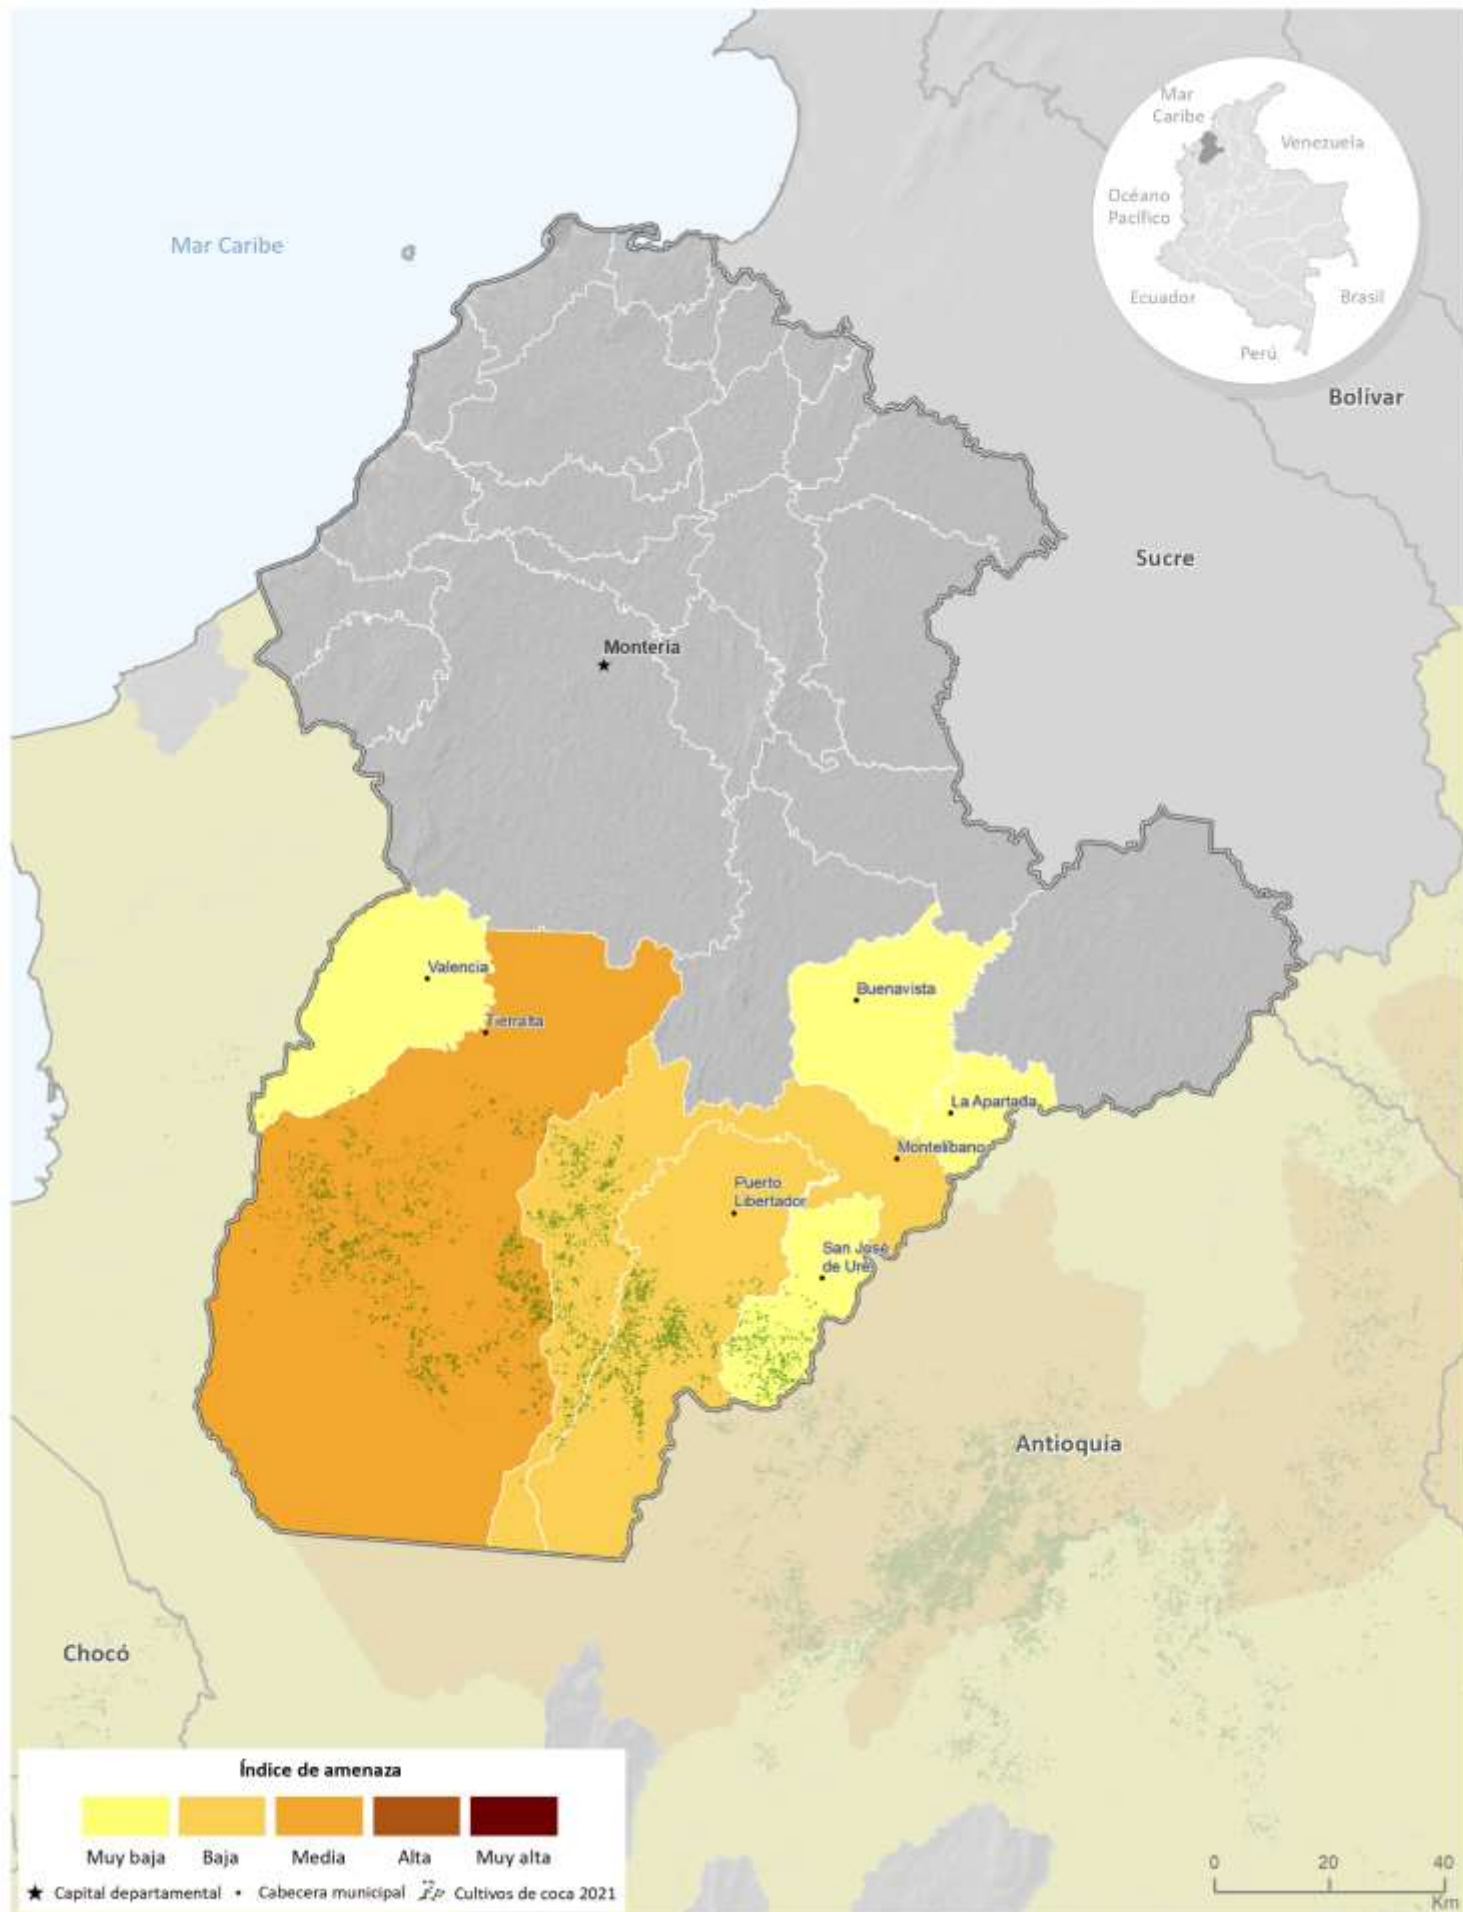 Mar
Caribe
Venezuela
Océano
Pacífico
Ecuador
Brasil
Perú
Mar Caribe
Bolívar
Sucre
Montería
Valencia
Tierralta
Buenavista
La Apartada
Montelíbano
Puerto
Libertador
San José
de Uré
Antioquia
Chocó
Índice de amenaza
Muy baja
Baja
Media
Alta
Muy alta
Capital departamental
Cabecera municipal
Cultivos de coca 2021
0
20
40
Km